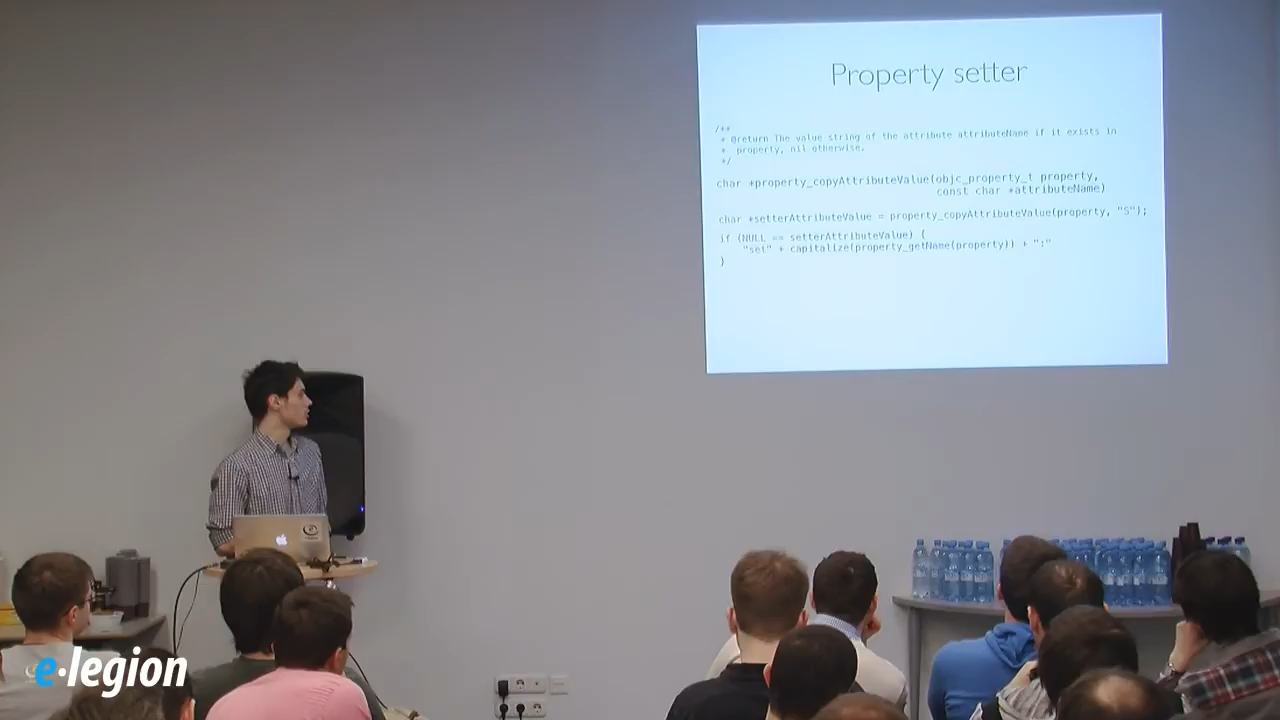 Property setter
/**
* @return The value string of the attribute attributeName if it exists in
* property, nil otherwise.
*/
char *property_copyAttributeValue(objc_property_t property,
const char *attributeName)
char *setterAttributeValue = property_copyAttributeValue(property, "S");
if (NULL == setterAttributeValue) {
"set" + capitalize(property_getName(property)) + ":"
}
e·legion